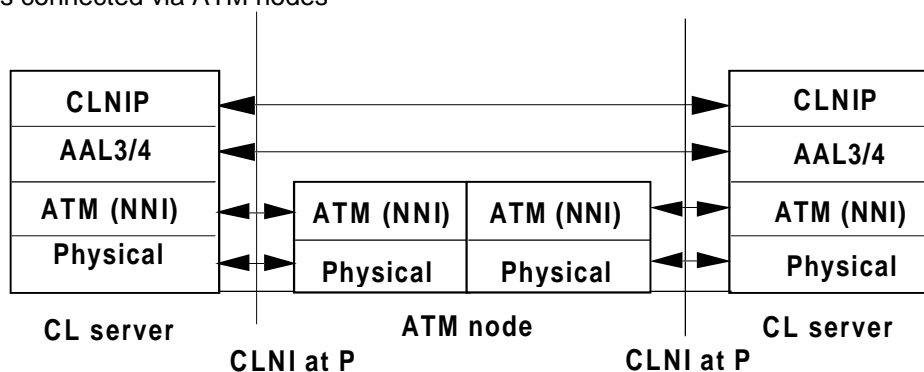 s connected via ATM nodes
CLNIP CLNIP
AAL3/4 AAL3/4
ATM (NNI) ATM (NNI) ATM (NNI) ATM (NNI)
Physical Physical Physical Physical
CL server ATM node CL server
CLNI at P CLNI at P